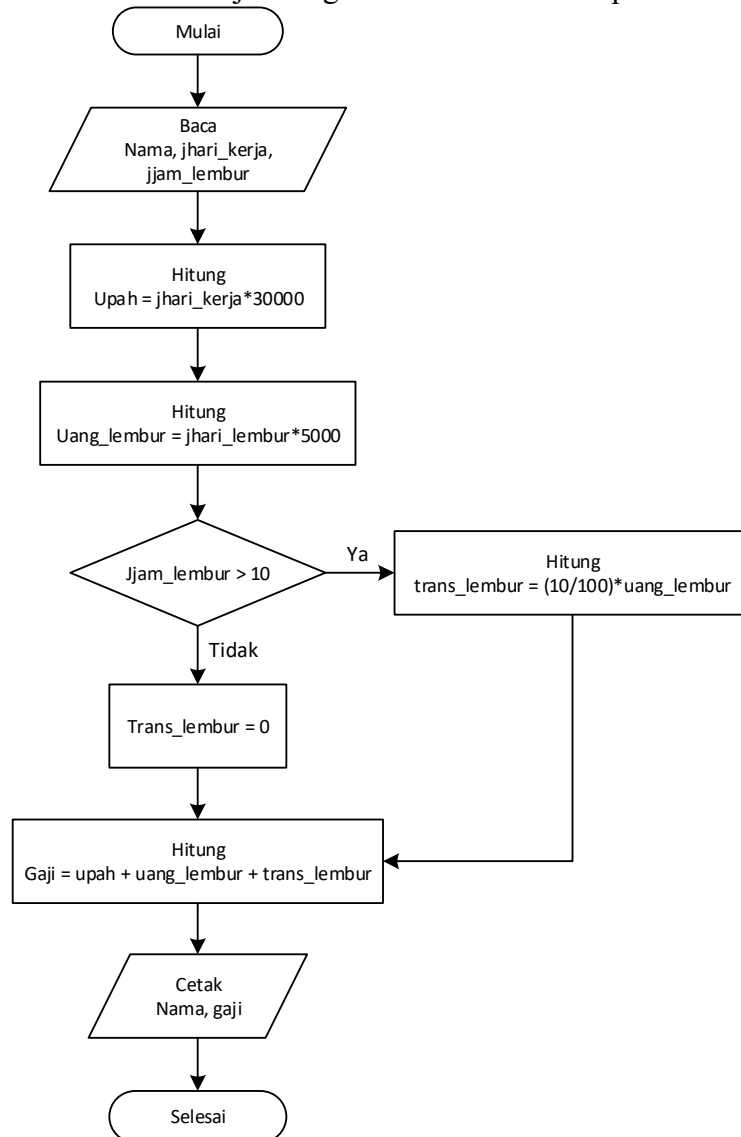 Mulai
Baca
Nama, jhari_kerja,
jjam_lembur
Hitung
Upah = jhari_kerja*30000
Hitung
Uang_lembur = jhari_lembur*5000
Jjam_lembur > 10
Ya
Hitung
trans_lembur = (10/100)*uang_lembur
Tidak
Trans_lembur = 0
Hitung
Gaji = upah + uang_lembur + trans_lembur
Cetak
Nama, gaji
Selesai